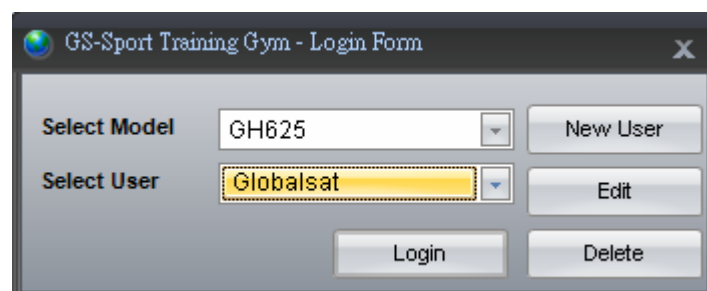 GS-Sport Training Gym - Login Form
Select Model GH625 New User
Select User Globalsat Edit
Login Delete